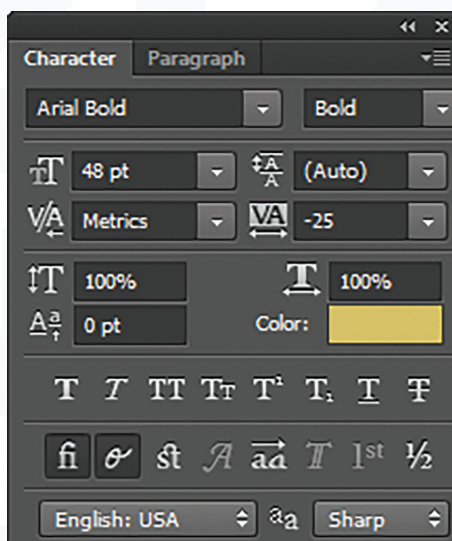 Character Paragraph
Arial Bold Bold
48 pt (Auto)
Metrics -25
100% 100%
0 pt Color:
T T TT Tr T¹ T₁ T T
fi st A aa T 1st ½
English: USA aa Sharp